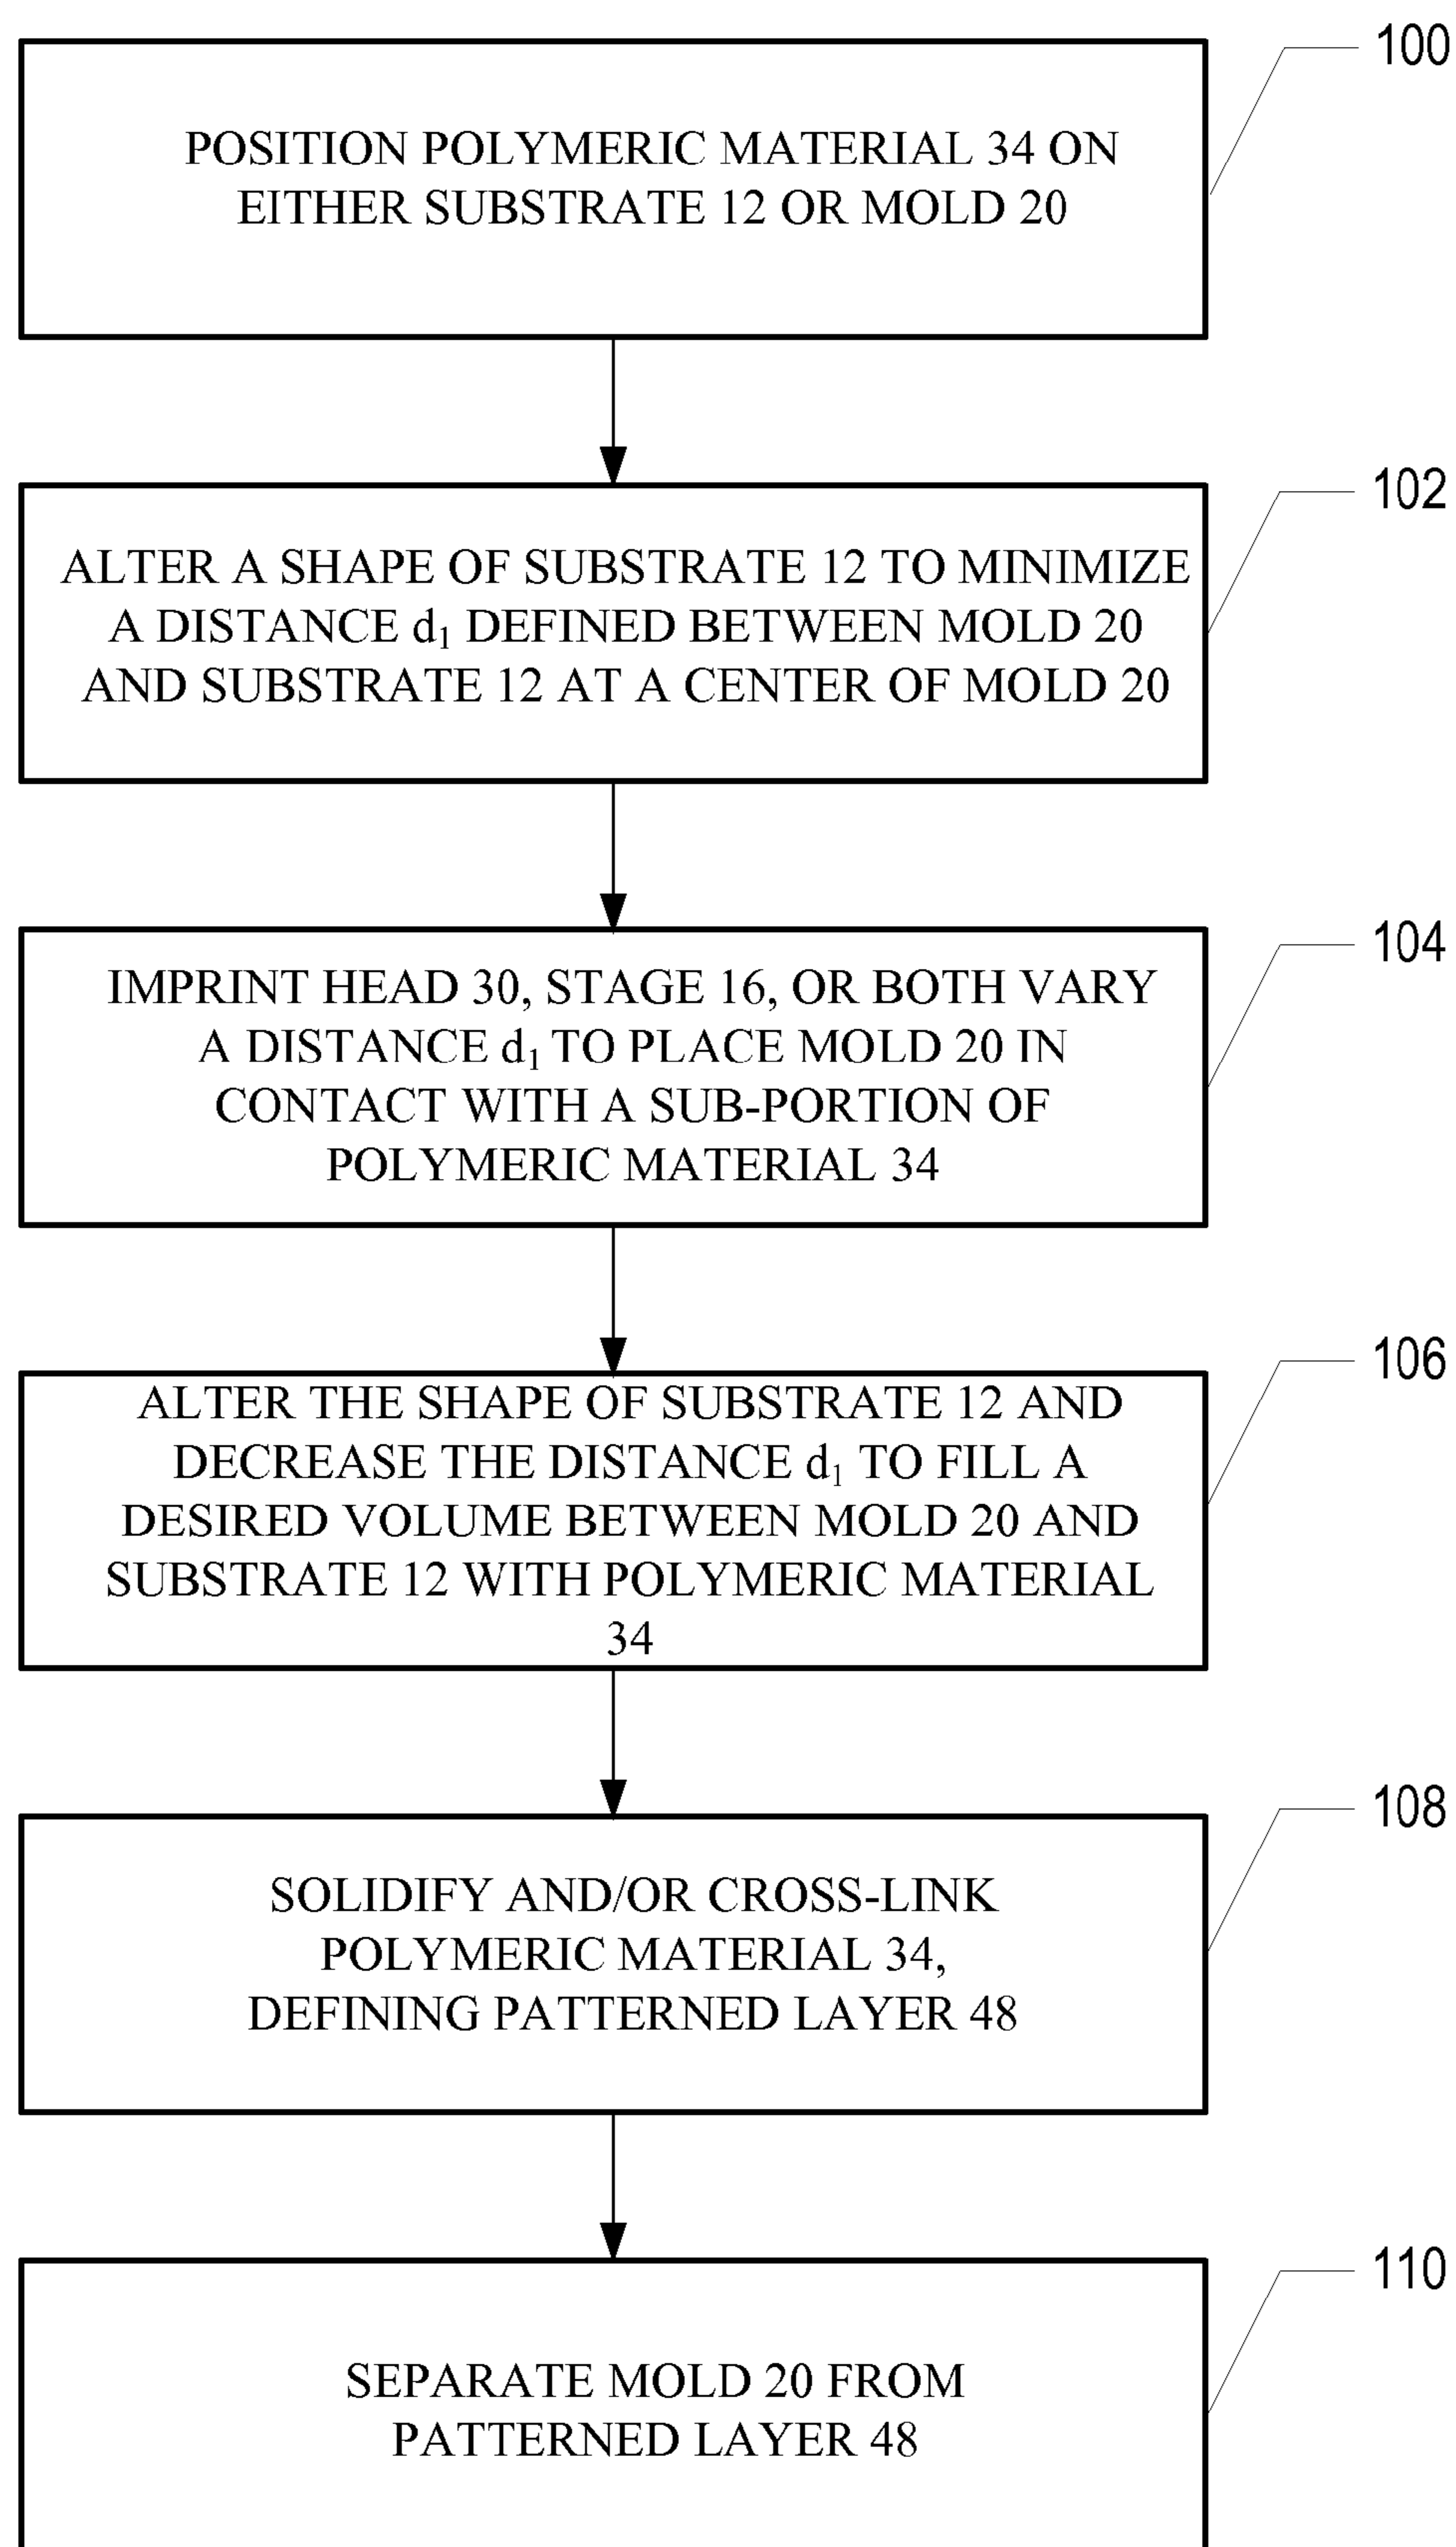 100
POSITION POLYMERIC MATERIAL 34 ON
EITHER SUBSTRATE 12 OR MOLD 20
102
ALTER A SHAPE OF SUBSTRATE 12 TO MINIMIZE
A DISTANCE d₁ DEFINED BETWEEN MOLD 20
AND SUBSTRATE 12 AT A CENTER OF MOLD 20
104
IMPRINT HEAD 30, STAGE 16, OR BOTH VARY
A DISTANCE d₁ TO PLACE MOLD 20 IN
CONTACT WITH A SUB-PORTION OF
POLYMERIC MATERIAL 34
106
ALTER THE SHAPE OF SUBSTRATE 12 AND
DECREASE THE DISTANCE d₁ TO FILL A
DESIRED VOLUME BETWEEN MOLD 20 AND
SUBSTRATE 12 WITH POLYMERIC MATERIAL
34
108
SOLIDIFY AND/OR CROSS-LINK
POLYMERIC MATERIAL 34,
DEFINING PATTERNED LAYER 48
110
SEPARATE MOLD 20 FROM
PATTERNED LAYER 48